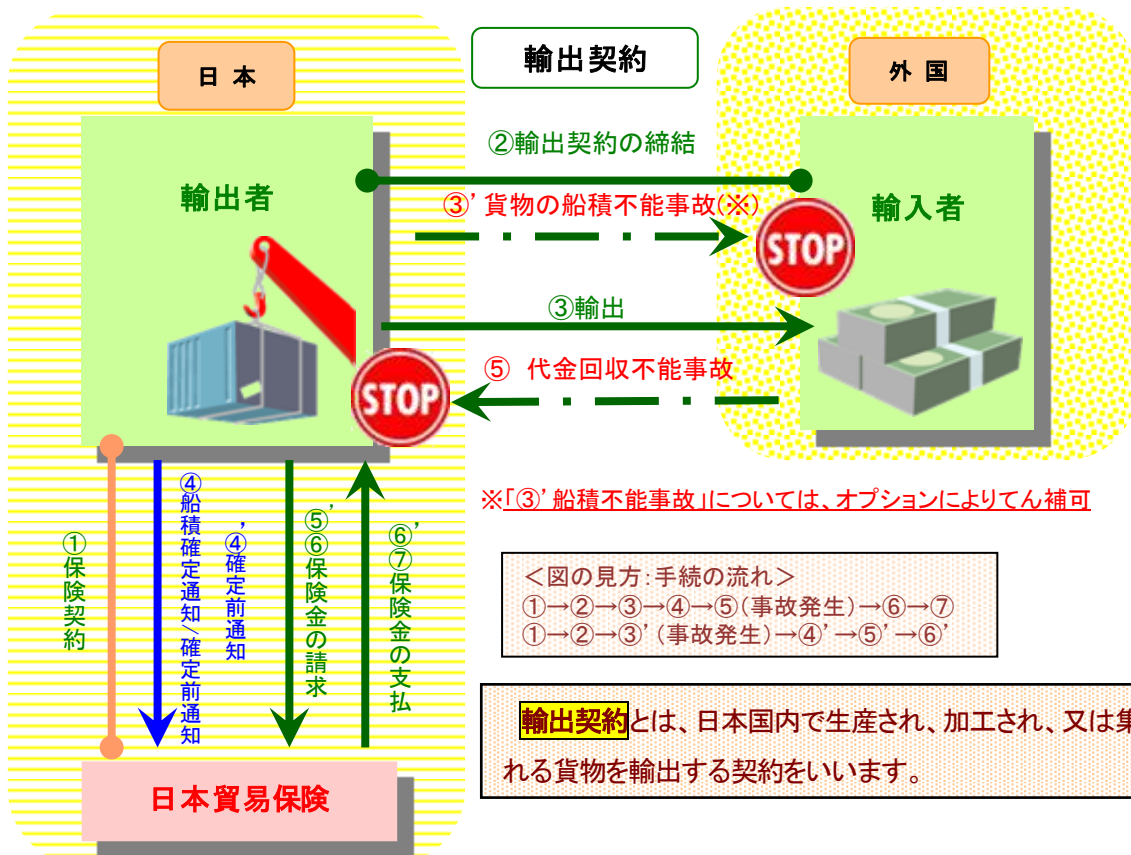 輸出契約
日 本
外 国
②輸出契約の締結
輸出者
輸入者
③’貨物の船積不能事故(※)
STOP
③輸出
⑤ 代金回収不能事故
STOP
①保険契約
④船積確定通知/確定前通知
④’確定前通知
⑤’⑥保険金の請求
⑥’⑦保険金の支払
※「③’船積不能事故」については、オプションによりてん補可
<図の見方:手続の流れ>
①→②→③→④→⑤(事故発生)→⑥→⑦
①→②→③’(事故発生)→④’→⑤’→⑥’
輸出契約とは、日本国内で生産され、加工され、又は集
れる貨物を輸出する契約をいいます。
日本貿易保険